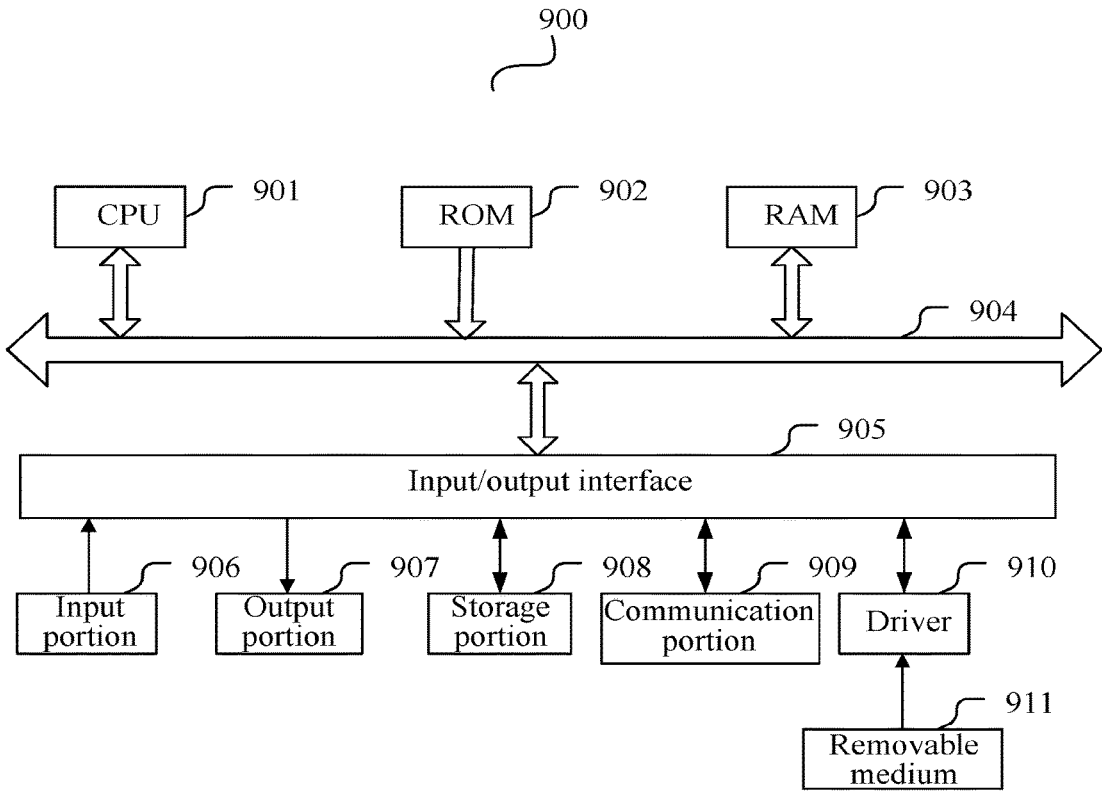 900
CPU
901
ROM
902
RAM
903
904
905
Input/output interface
906
907
908
909
910
Input
portion
Output
portion
Storage
portion
Communication
portion
Driver
911
Removable
medium